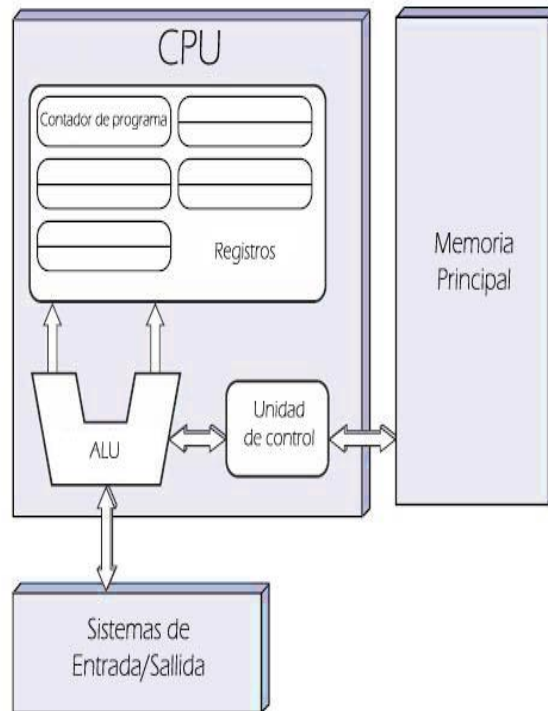 CPU
Contador de programa
Registros
Memoria
Principal
Unidad
de control
ALU
Sistemas de
Entrada/Sallida